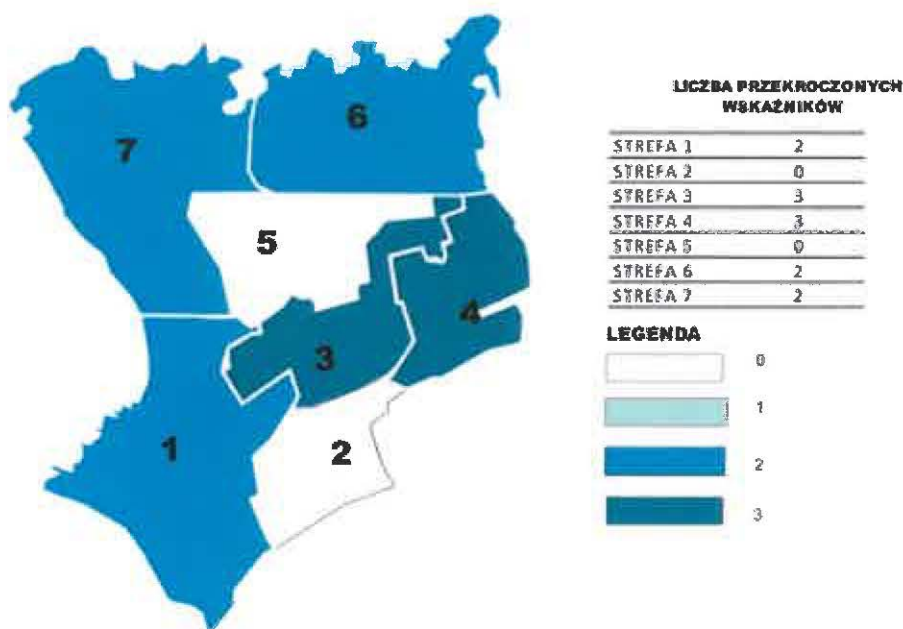 LICZBA PRZEKROCZONYCH
WSKAŹNIKÓW
STREFA 1 2
STREFA 2 0
STREFA 3 3
STREFA 4 3
STREFA 5 0
STREFA 6 2
STREFA 7 2
LEGENDA
0
1
2
3
7
6
5
4
3
1
2